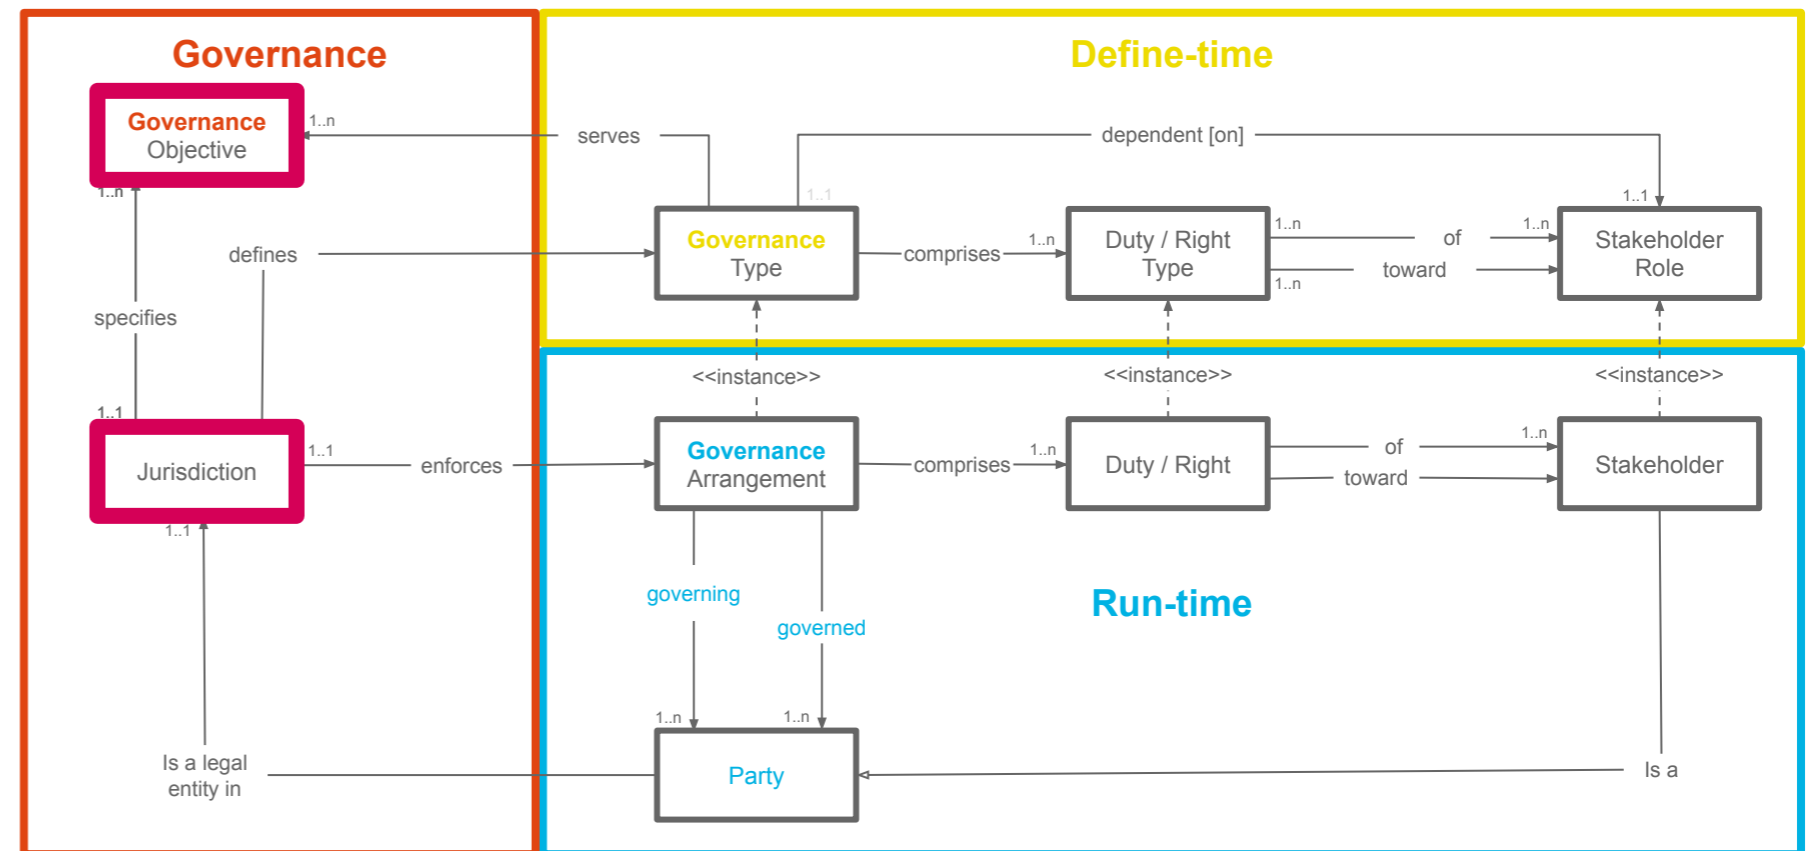 Governance
Define-time
Governance
Objective
1..n
serves
dependent [on]
1..n
1..1
1..1
defines
Governance
Type
comprises
1..n
Duty / Right
Type
1..n
of
1..n
toward
1..n
Stakeholder
Role
specifies
<<instance>>
<<instance>>
<<instance>>
1..1
Jurisdiction
1..1
enforces
Governance
Arrangement
comprises
1..n
Duty / Right
of
1..n
toward
Stakeholder
1..1
governing
governed
Run-time
1..n
1..n
Is a legal
entity in
Party
Is a